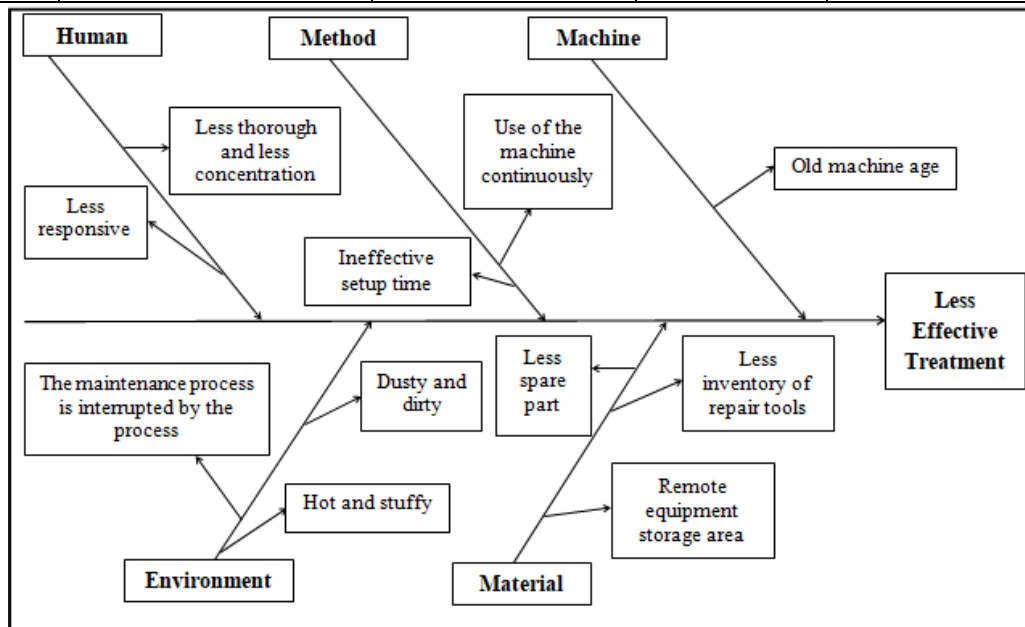 Human
Method
Machine
Less thorough
and less
concentration
Use of the
machine
continuously
Old machine age
Less
responsive
Ineffective
setup time
Less
Effective
Treatment
The maintenance process
is interrupted by the
process
Dusty and
dirty
Less
spare
part
Less
inventory of
repair tools
Hot and stuffy
Remote
equipment
storage area
Environment
Material